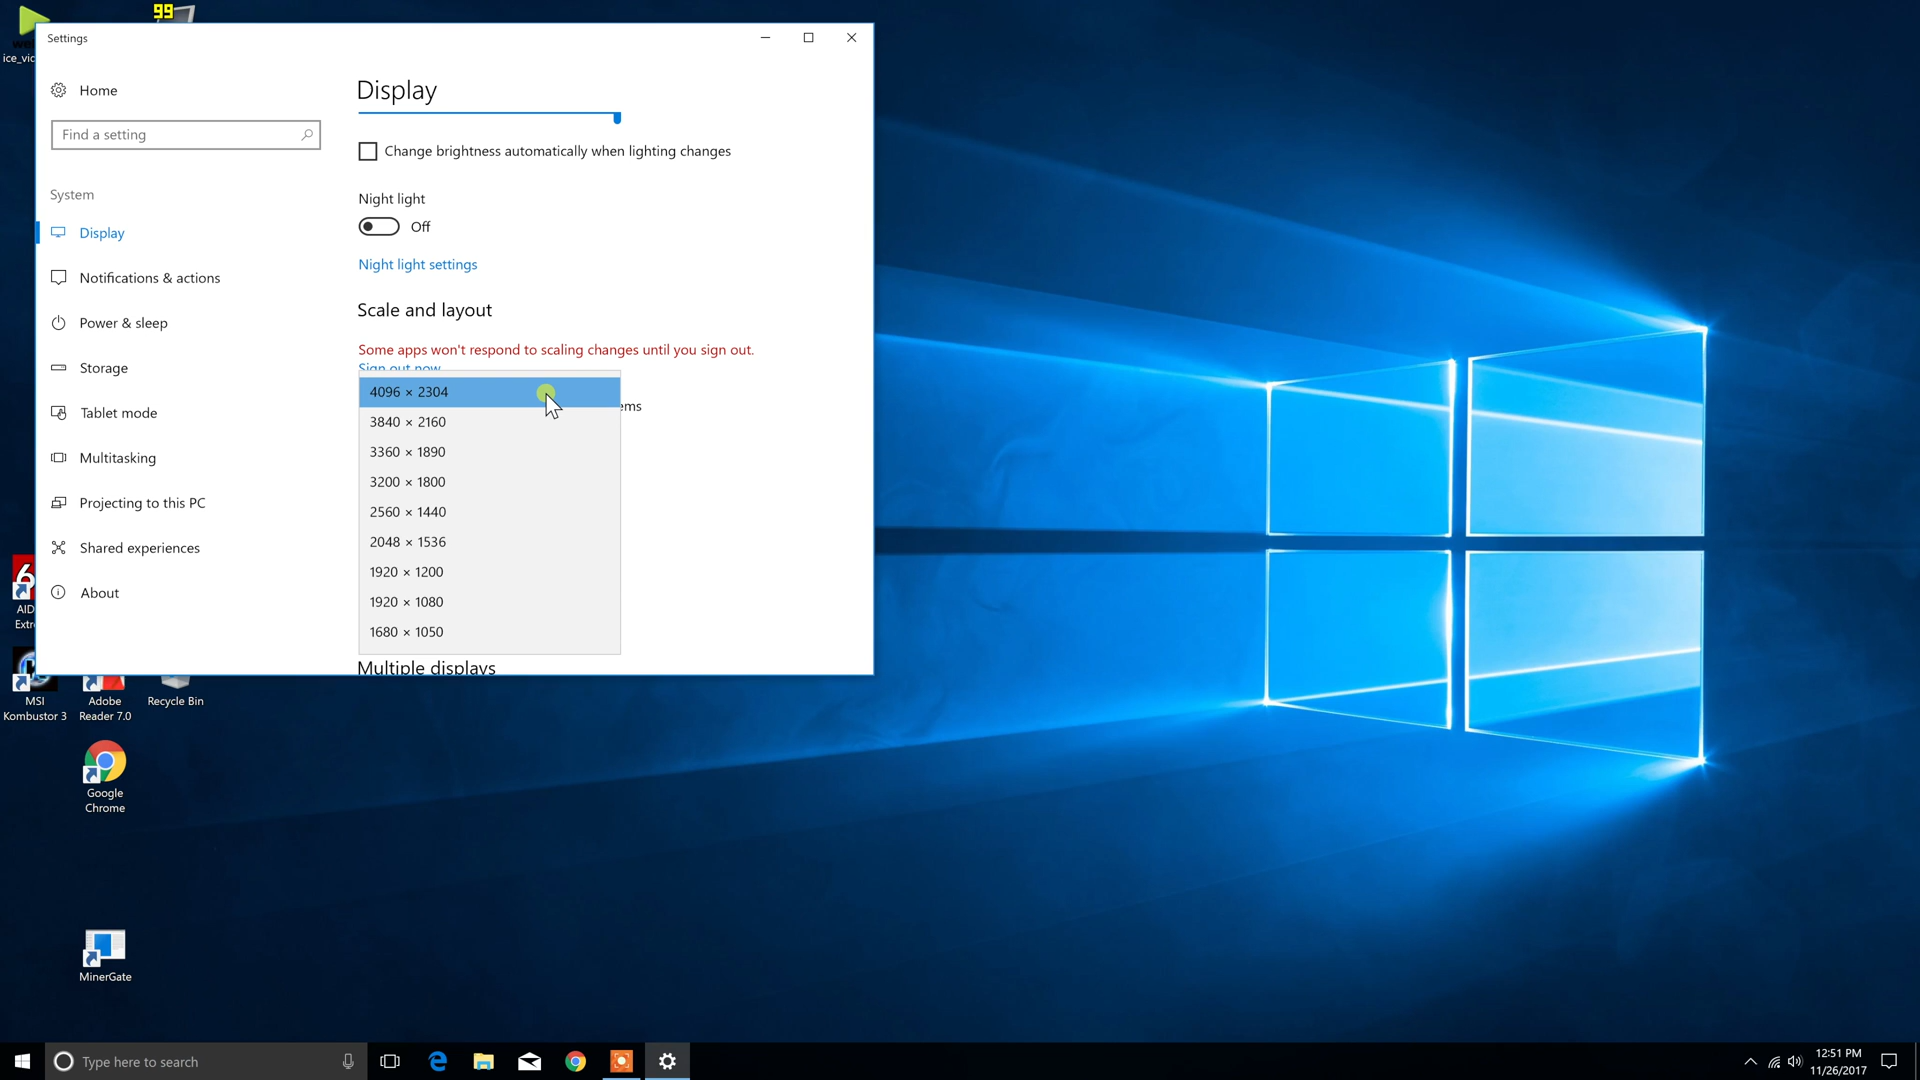 99
ice_vic
Settings
Home
Find a setting
System
Display
Notifications & actions
Power & sleep
Storage
Tablet mode
Multitasking
Projecting to this PC
Shared experiences
About
Display
Change brightness automatically when lighting changes
Night light
Off
Night light settings
Scale and layout
Some apps won't respond to scaling changes until you sign out.
Sign out now
ems
4096 × 2304
3840 × 2160
3360 × 1890
3200 × 1800
2560 × 1440
2048 × 1536
1920 × 1200
1920 × 1080
1680 × 1050
Multiple displays
6
AID
Extr
MSI
Kombustor 3
Adobe
Reader 7.0
Recycle Bin
Google
Chrome
MinerGate
Type here to search
12:51 PM
11/26/2017